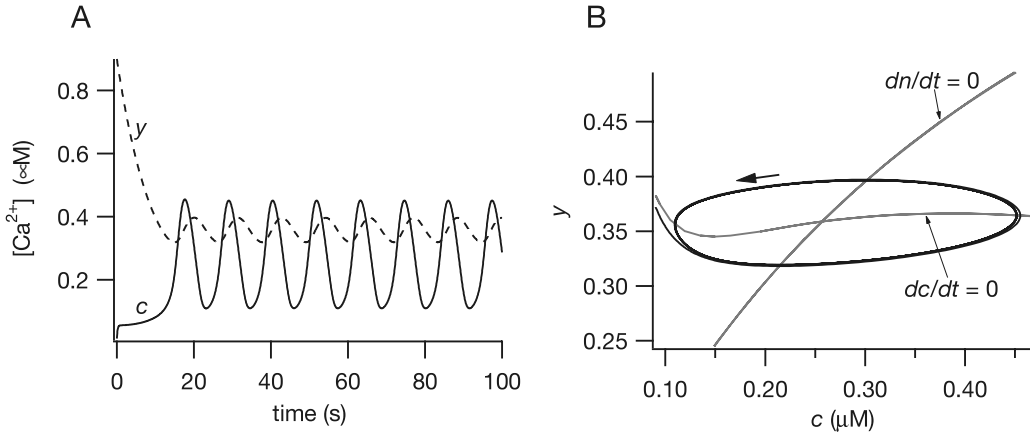 A
0.8
0.6
0.4
0.2
[Ca²⁺] (∝M)
y
c
0
20
40
60
80
100
time (s)
B
0.45
0.40
0.35
0.30
0.25
y
dn/dt = 0
dc/dt = 0
0.10
0.20
0.30
0.40
c (μM)